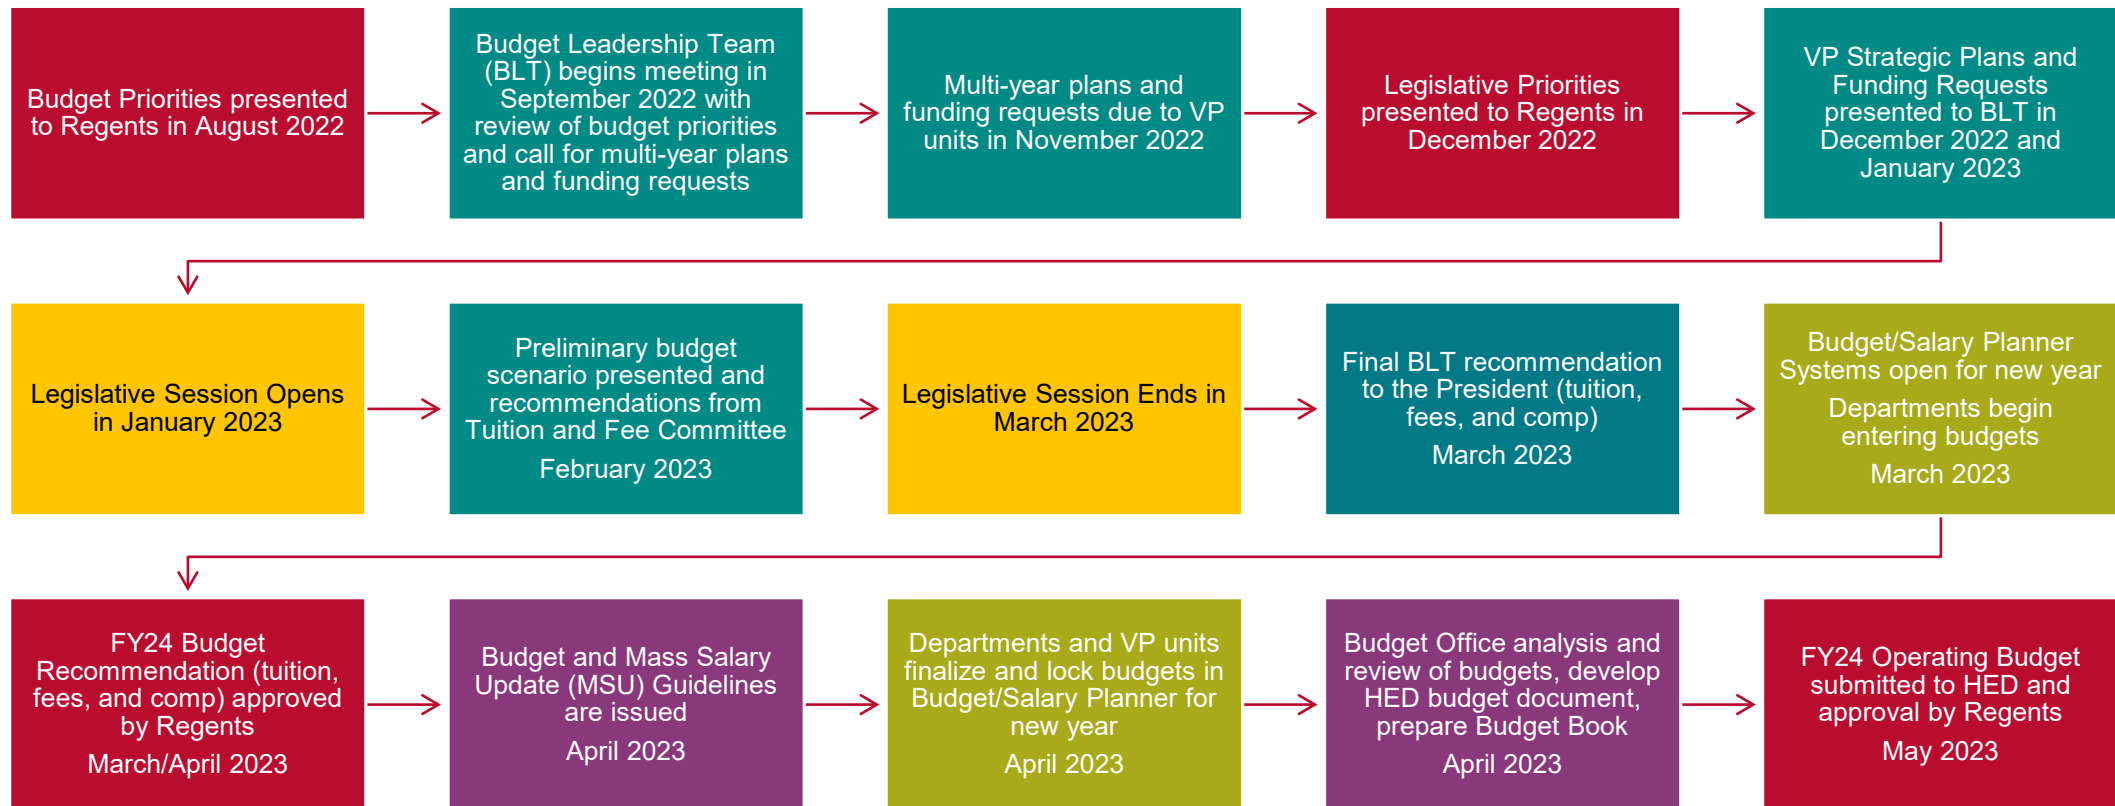 Budget Priorities presented
to Regents in August 2022
Budget Leadership Team
(BLT) begins meeting in
September 2022 with
review of budget priorities
and call for multi-year plans
and funding requests
Multi-year plans and
funding requests due to VP
units in November 2022
Legislative Priorities
presented to Regents in
December 2022
VP Strategic Plans and
Funding Requests
presented to BLT in
December 2022 and
January 2023
Legislative Session Opens
in January 2023
Preliminary budget
scenario presented and
recommendations from
Tuition and Fee Committee
February 2023
Legislative Session Ends in
March 2023
Final BLT recommendation
to the President (tuition,
fees, and comp)
March 2023
Budget/Salary Planner
Systems open for new year
Departments begin
entering budgets
March 2023
FY24 Budget
Recommendation (tuition,
fees, and comp) approved
by Regents
March/April 2023
Budget and Mass Salary
Update (MSU) Guidelines
are issued
April 2023
Departments and VP units
finalize and lock budgets in
Budget/Salary Planner for
new year
April 2023
Budget Office analysis and
review of budgets, develop
HED budget document,
prepare Budget Book
April 2023
FY24 Operating Budget
submitted to HED and
approval by Regents
May 2023